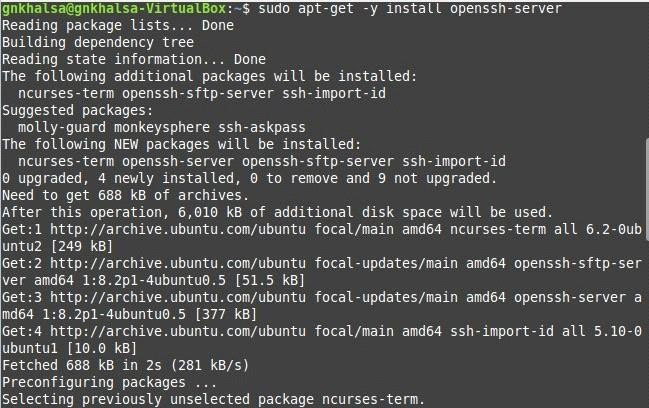 gnkhalsa@gnkhalsa-VirtualBox:~$ sudo apt-get -y install openssh-server
Reading package lists... Done
Building dependency tree
Reading state information... Done
The following additional packages will be installed:
  ncurses-term openssh-sftp-server ssh-import-id
Suggested packages:
  molly-guard monkeysphere ssh-askpass
The following NEW packages will be installed:
  ncurses-term openssh-server openssh-sftp-server ssh-import-id
0 upgraded, 4 newly installed, 0 to remove and 9 not upgraded.
Need to get 688 kB of archives.
After this operation, 6,010 kB of additional disk space will be used.
Get:1 http://archive.ubuntu.com/ubuntu focal/main amd64 ncurses-term all 6.2-0ub
untu2 [249 kB]
Get:2 http://archive.ubuntu.com/ubuntu focal-updates/main amd64 openssh-sftp-ser
ver amd64 1:8.2p1-4ubuntu0.5 [51.5 kB]
Get:3 http://archive.ubuntu.com/ubuntu focal-updates/main amd64 openssh-server a
md64 1:8.2p1-4ubuntu0.5 [377 kB]
Get:4 http://archive.ubuntu.com/ubuntu focal/main amd64 ssh-import-id all 5.10-0
ubuntu1 [10.0 kB]
Fetched 688 kB in 2s (281 kB/s)
Preconfiguring packages ...
Selecting previously unselected package ncurses-term.